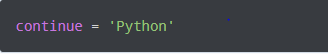 continue = 'Python'